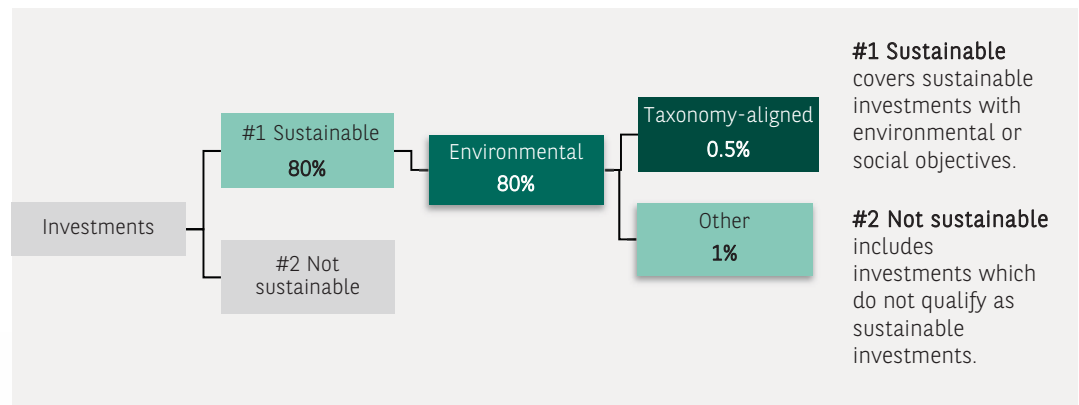 Investments
#1 Sustainable
80%
#2 Not
sustainable
Environmental
80%
Taxonomy-aligned
0.5%
Other
1%
#1 Sustainable
covers sustainable
investments with
environmental or
social objectives.
#2 Not sustainable
includes
investments which
do not qualify as
sustainable
investments.